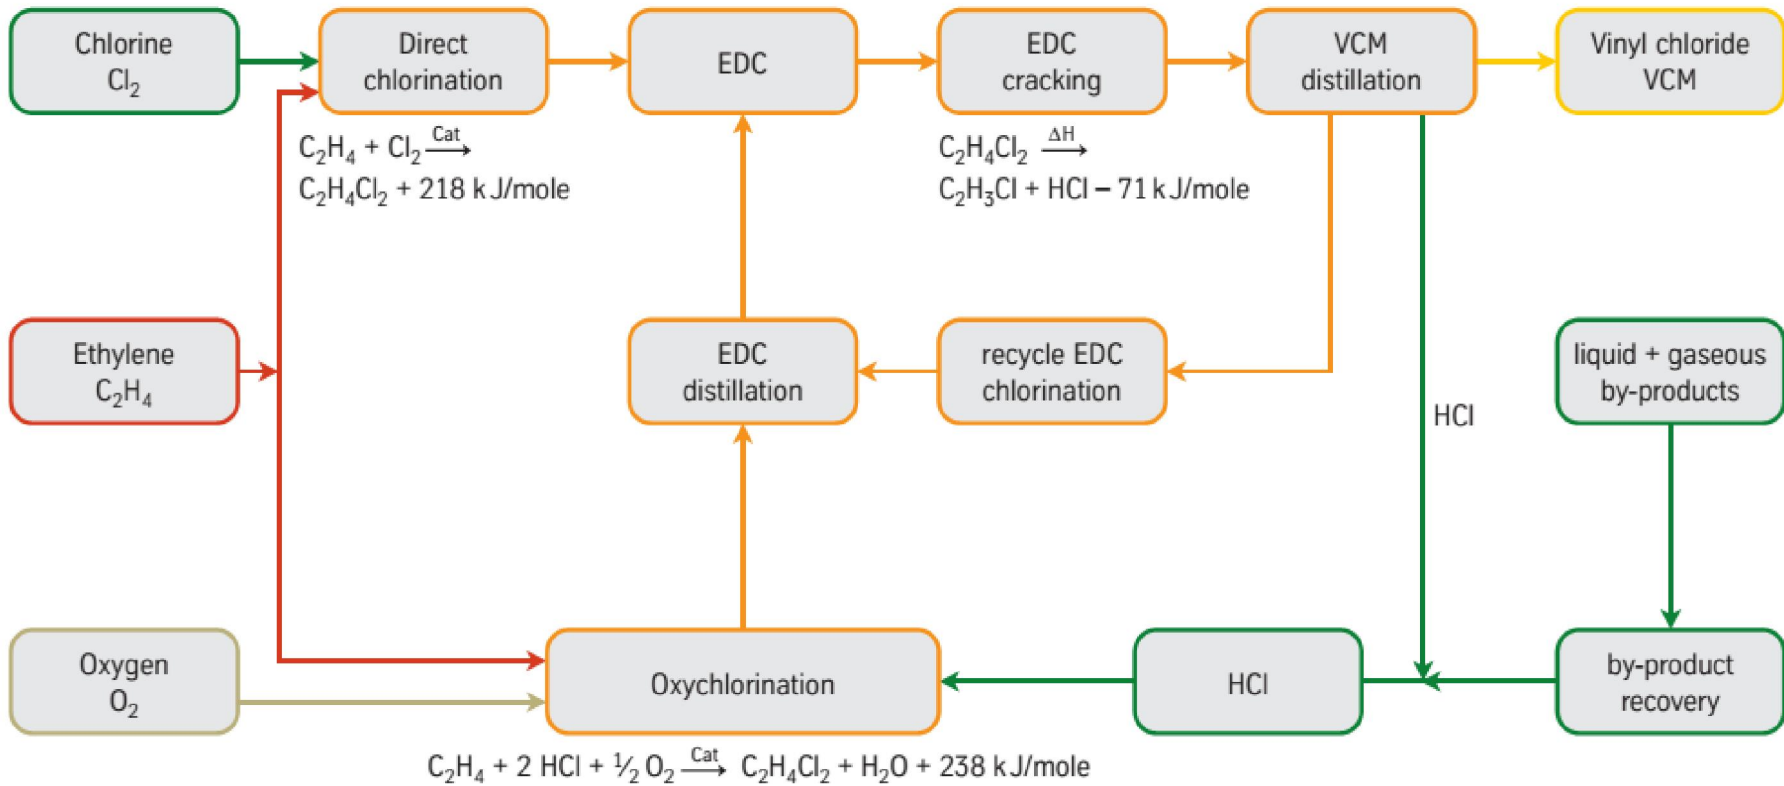 Chlorine
Cl₂
Direct
chlorination
EDC
EDC
cracking
VCM
distillation
Vinyl chloride
VCM
C₂H₄ + Cl₂ Cat⟶
C₂H₄Cl₂ + 218 kJ/mole
C₂H₄Cl₂ ΔH⟶
C₂H₃Cl + HCl – 71 kJ/mole
Ethylene
C₂H₄
EDC
distillation
recycle EDC
chlorination
HCl
liquid + gaseous
by-products
Oxygen
O₂
Oxychlorination
HCl
by-product
recovery
C₂H₄ + 2 HCl + ½ O₂ Cat⟶ C₂H₄Cl₂ + H₂O + 238 kJ/mole